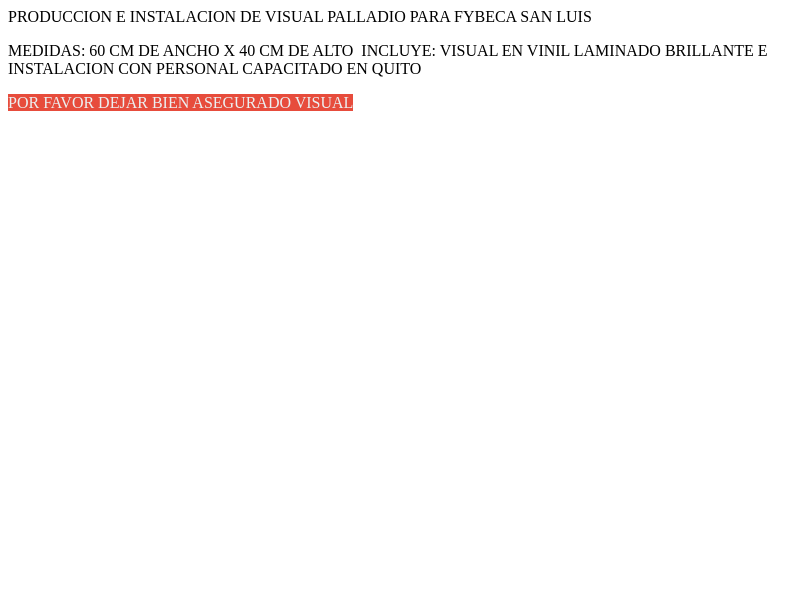 PRODUCCION E INSTALACION DE VISUAL PALLADIO PARA FYBECA SAN LUIS
MEDIDAS: 60 CM DE ANCHO X 40 CM DE ALTO  INCLUYE: VISUAL EN VINIL LAMINADO BRILLANTE E
INSTALACION CON PERSONAL CAPACITADO EN QUITO
POR FAVOR DEJAR BIEN ASEGURADO VISUAL